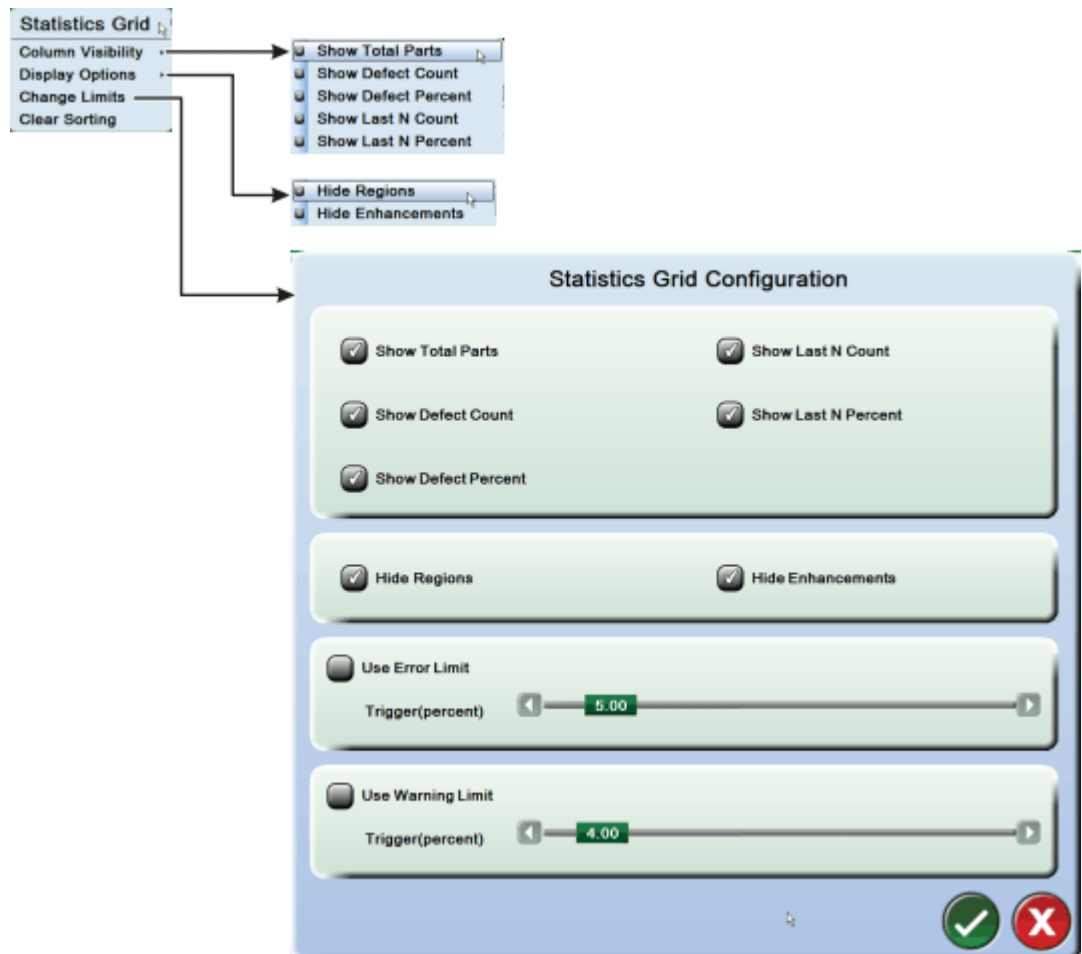 Statistics Grid
Column Visibility
Display Options
Change Limits
Clear Sorting
Show Total Parts
Show Defect Count
Show Defect Percent
Show Last N Count
Show Last N Percent
Hide Regions
Hide Enhancements
Statistics Grid Configuration
Show Total Parts
Show Last N Count
Show Defect Count
Show Last N Percent
Show Defect Percent
Hide Regions
Hide Enhancements
Use Error Limit
Trigger(percent)
5.00
Use Warning Limit
Trigger(percent)
4.00